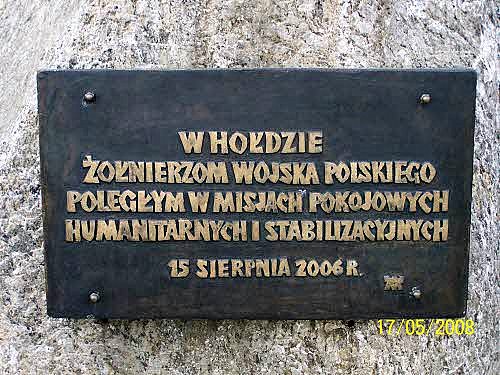 W HOŁDZIE
ŻOŁNIERZOM WOJSKA POLSKIEGO
POLEGŁYM W MISJACH POKOJOWYCH
HUMANITARNYCH I STABILIZACYJNYCH
15 SIERPNIA 2006 R.
17/05/2008